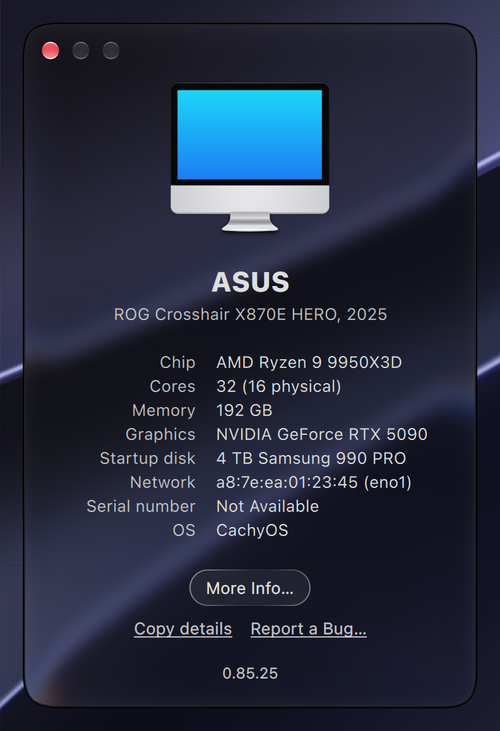 ASUS
ROG Crosshair X870E HERO, 2025
Chip AMD Ryzen 9 9950X3D
Cores 32 (16 physical)
Memory 192 GB
Graphics NVIDIA GeForce RTX 5090
Startup disk 4 TB Samsung 990 PRO
Network a8:7e:ea:01:23:45 (eno1)
Serial number Not Available
OS CachyOS
More Info...
Copy details Report a Bug...
0.85.25